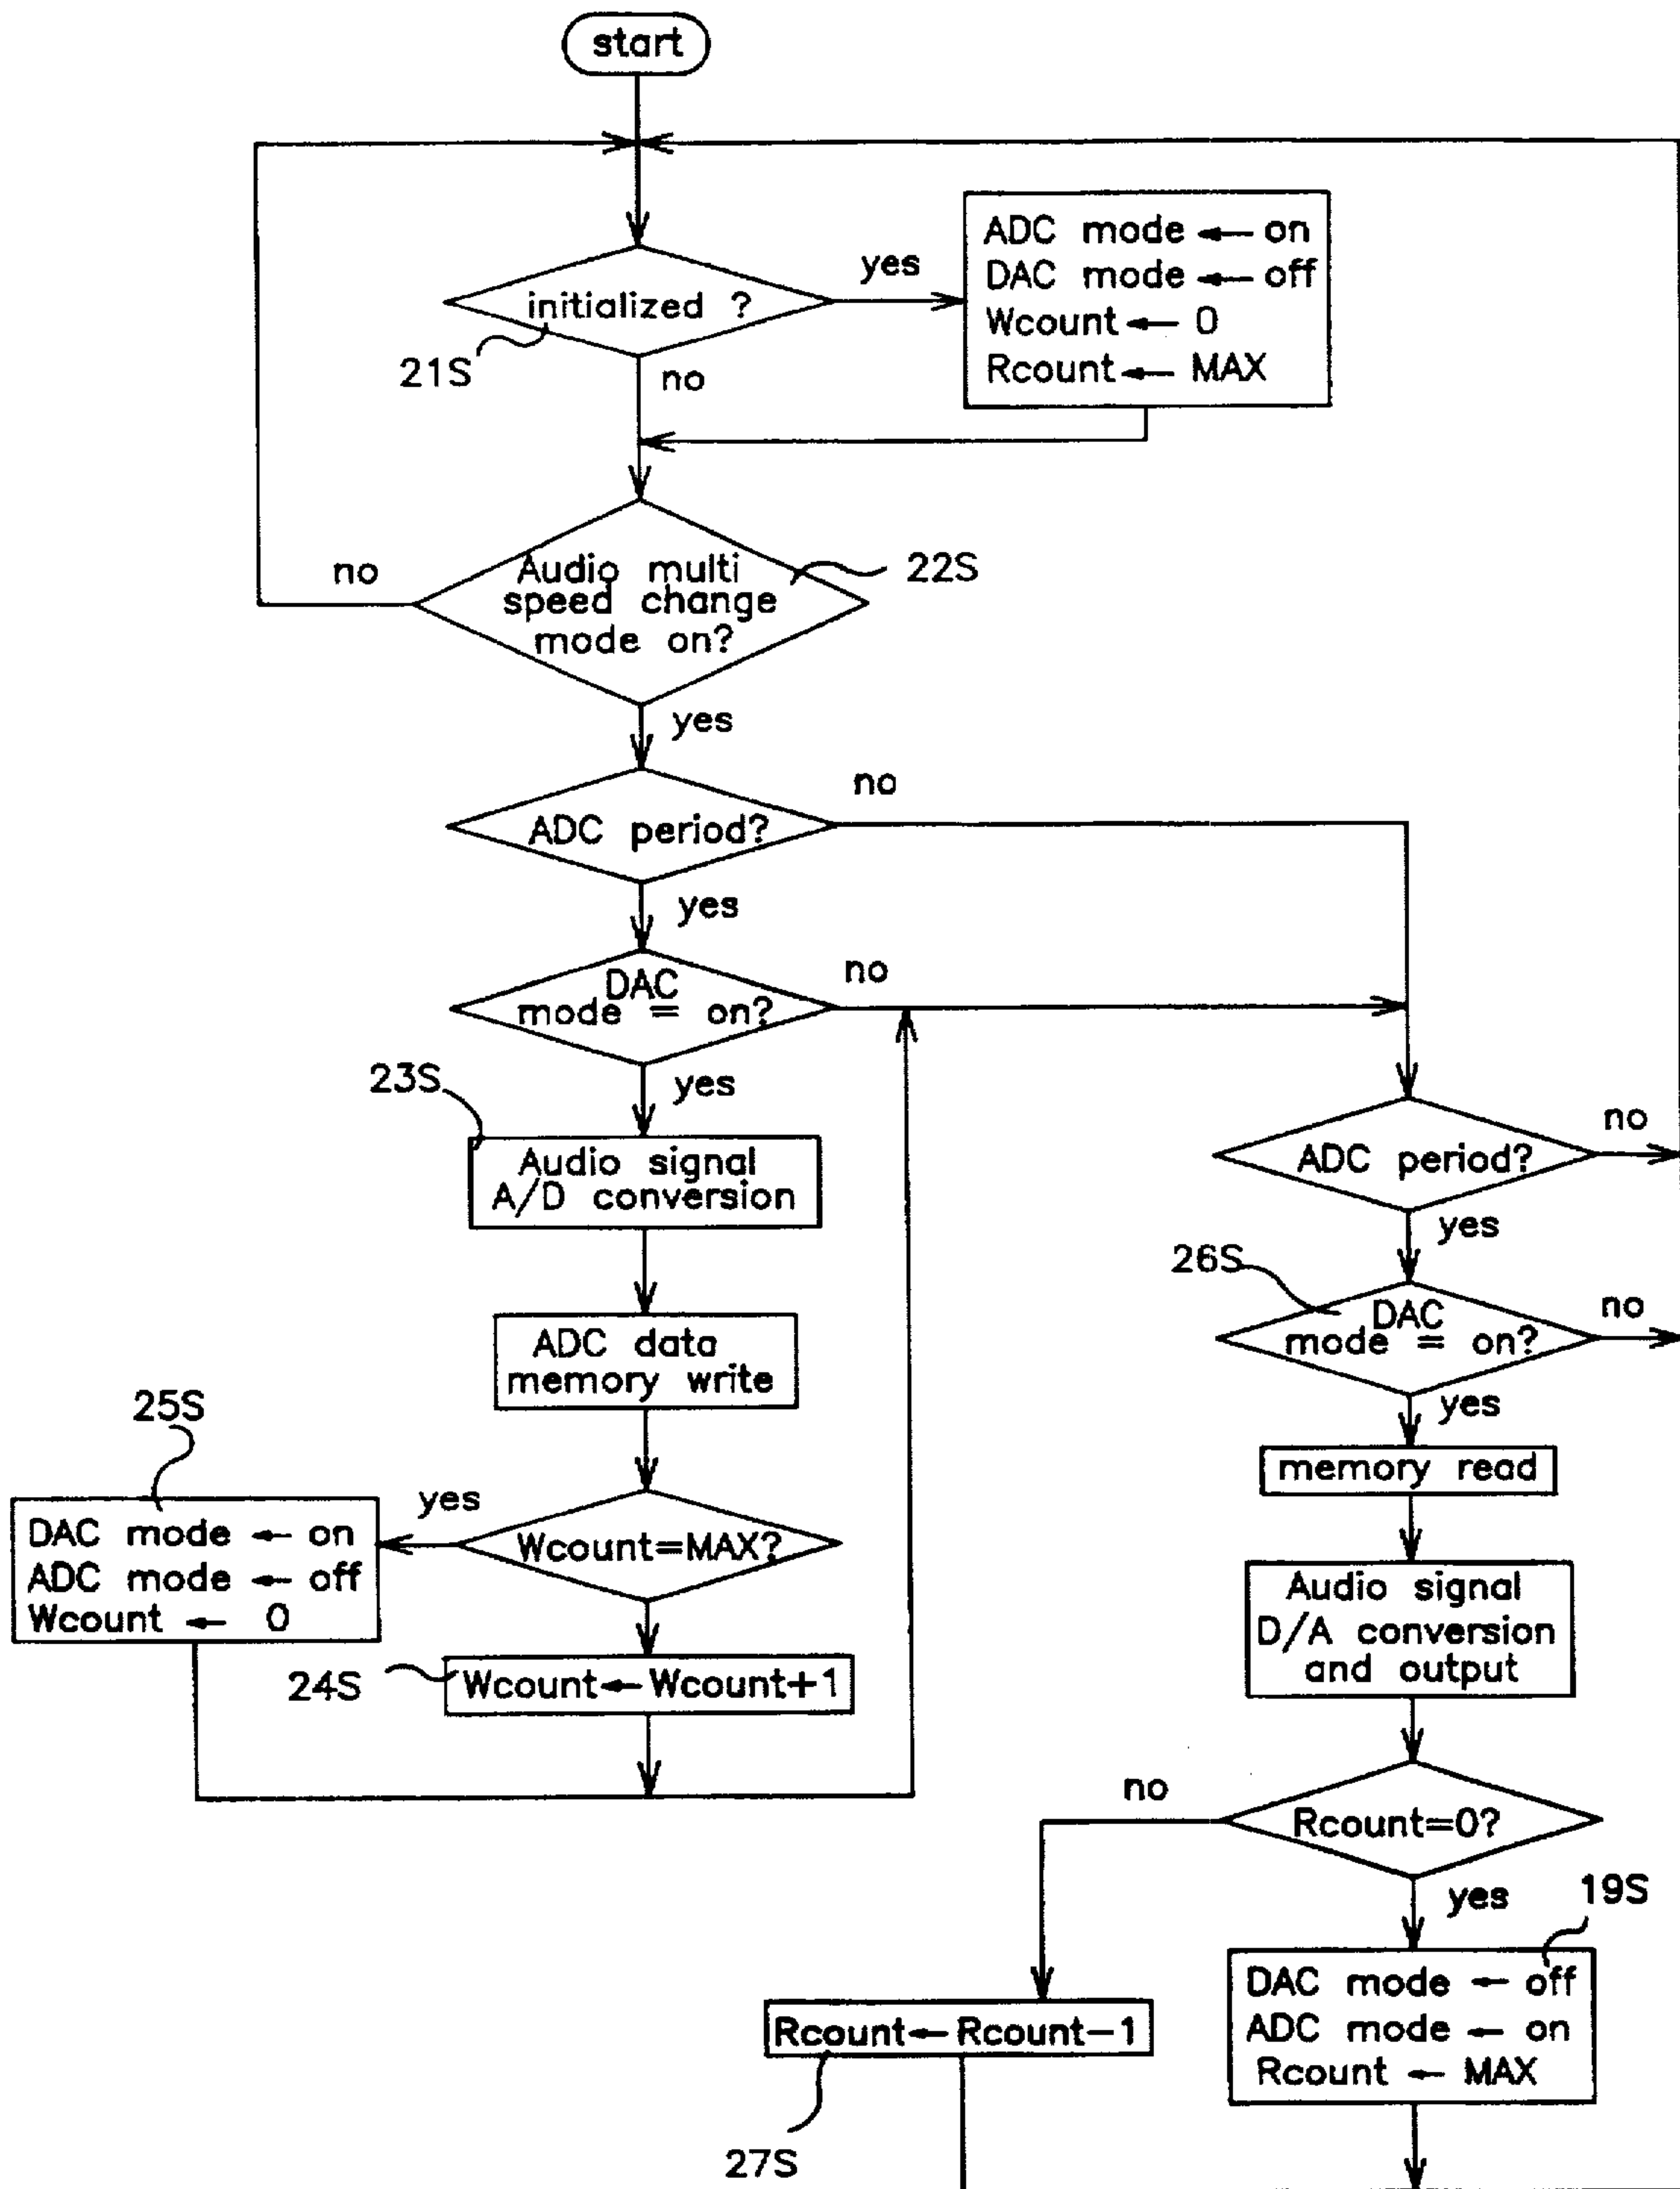 start
initialized ?
yes
21S
no
ADC mode ← on
DAC mode ← off
Wcount ← 0
Rcount ← MAX
no
Audio multi
speed change
mode on?
22S
yes
ADC period?
no
yes
DAC
mode = on?
no
23S
yes
Audio signal
A/D conversion
ADC data
memory write
25S
yes
Wcount=MAX?
DAC mode ← on
ADC mode ← off
Wcount ← 0
24S
Wcount← Wcount+1
ADC period?
no
yes
26S
DAC
mode = on?
no
yes
memory read
Audio signal
D/A conversion
and output
no
Rcount=0?
yes
19S
DAC mode ← off
ADC mode ← on
Rcount ← MAX
Rcount← Rcount−1
27S